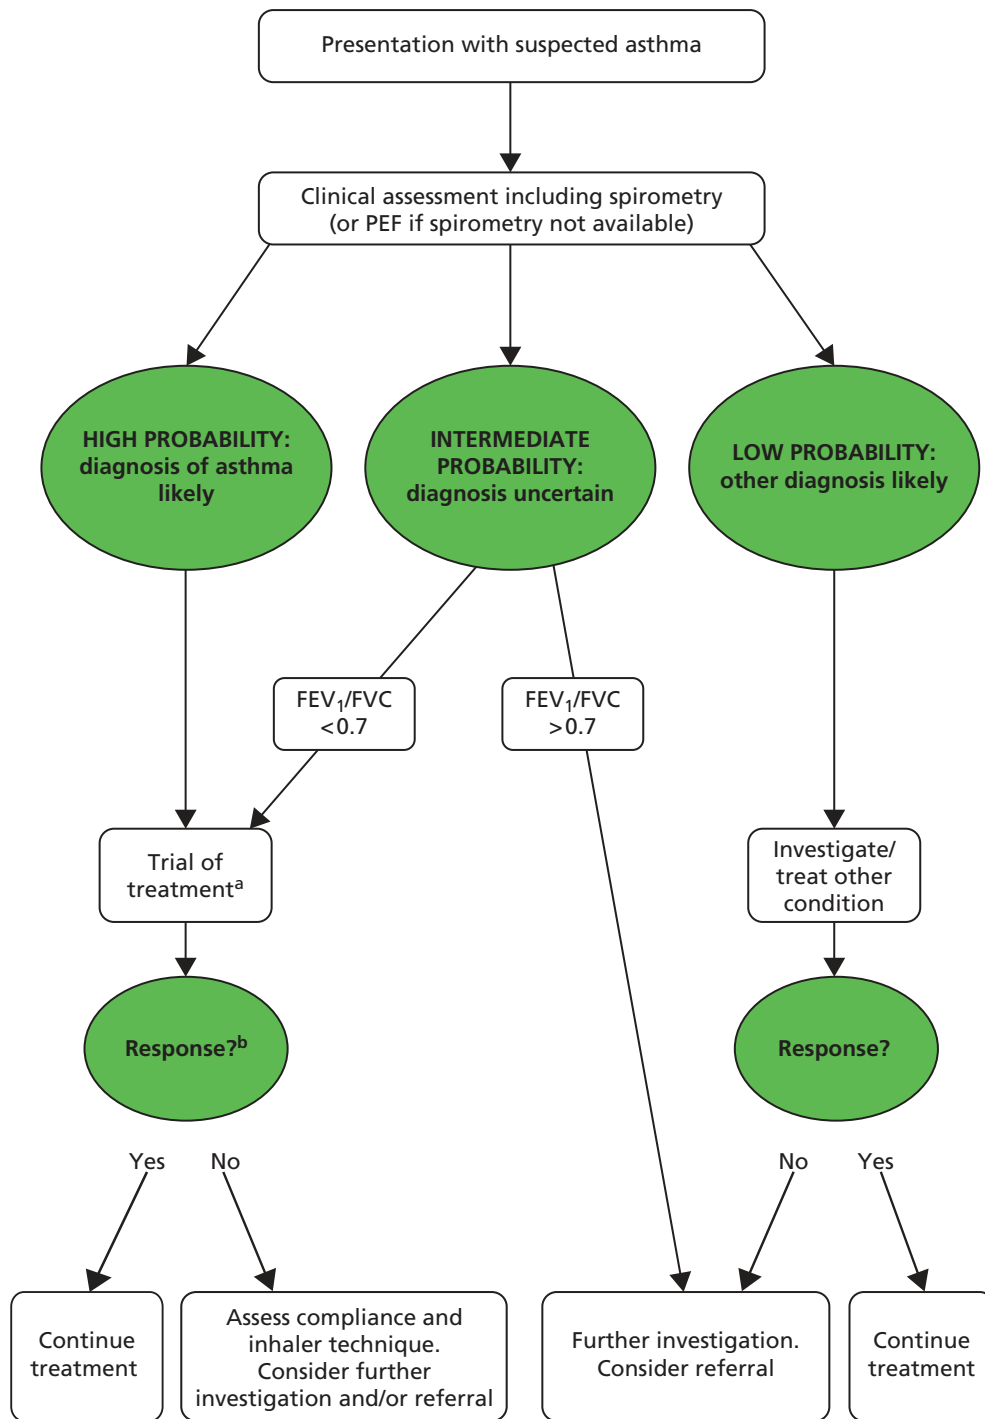 Presentation with suspected asthma
Clinical assessment including spirometry
(or PEF if spirometry not available)
HIGH PROBABILITY:
diagnosis of asthma
likely
INTERMEDIATE
PROBABILITY:
diagnosis uncertain
LOW PROBABILITY:
other diagnosis likely
FEV₁/FVC
<0.7
FEV₁/FVC
>0.7
Trial of
treatmentᵃ
Investigate/
treat other
condition
Response?ᵇ
Response?
Yes
No
No
Yes
Continue
treatment
Assess compliance and
inhaler technique.
Consider further
investigation and/or referral
Further investigation.
Consider referral
Continue
treatment